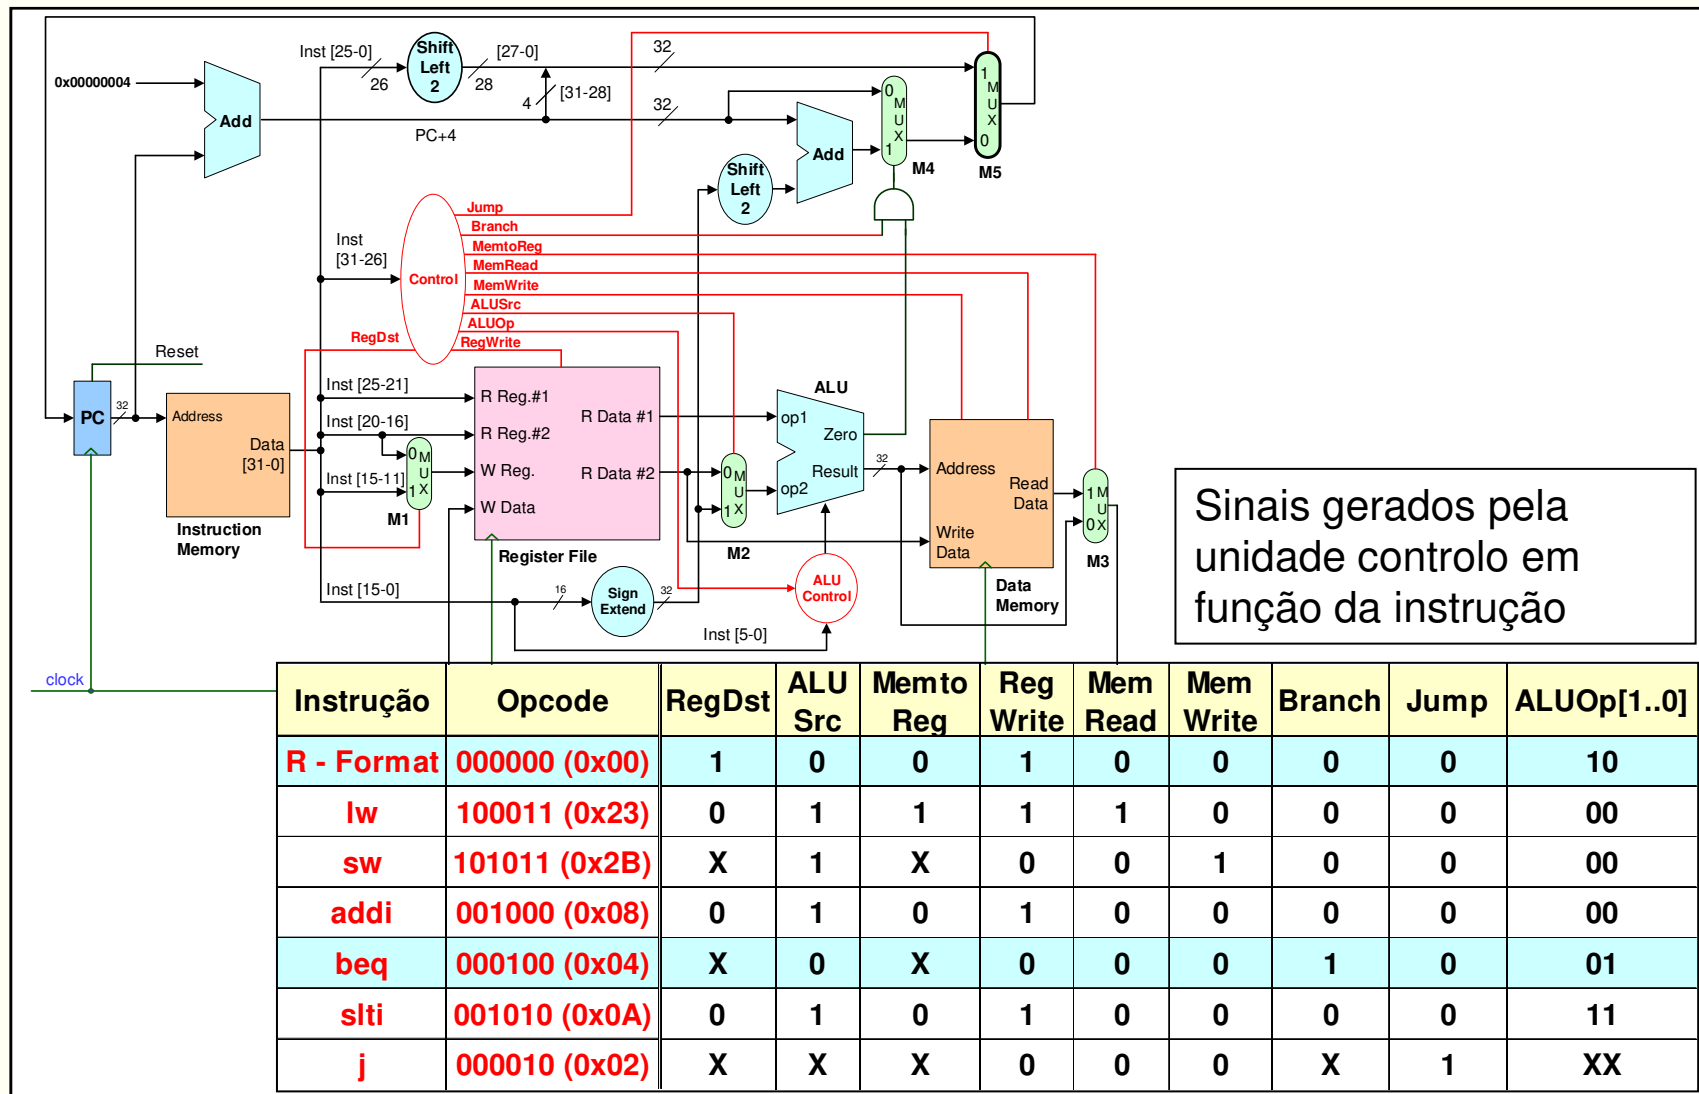 Inst [25-0]
Shift
Left
2
[27-0]
32
26
28
0x00000004
4
[31-28]
32
Add
PC+4
0
M
U
X
1
1
M
U
X
0
M4
M5
Add
Shift
Left
2
Jump
Branch
MemtoReg
MemRead
MemWrite
ALUSrc
ALUOp
RegWrite
RegDst
Control
Inst
[31-26]
Reset
PC
32
Address
Data
[31-0]
Instruction
Memory
Inst [25-21]
Inst [20-16]
Inst [15-11]
0 M
U
1 X
M1
R Reg.#1
R Reg.#2
W Reg.
W Data
R Data #1
R Data #2
Register File
0 M
U
1 X
M2
ALU
op1
Zero
Result
op2
32
ALU
Control
Address
Read
Data
Write
Data
Data
Memory
1 M
U
0 X
M3
Inst [15-0]
16
Sign
Extend
32
Inst [5-0]
clock
Sinais gerados pela
unidade controlo em
função da instrução
Instrução Opcode RegDst ALU Src Memto Reg Reg Write Mem Read Mem Write Branch Jump ALUOp[1..0]
R - Format 000000 (0x00) 1 0 0 1 0 0 0 0 10
lw 100011 (0x23) 0 1 1 1 1 0 0 0 00
sw 101011 (0x2B) X 1 X 0 0 1 0 0 00
addi 001000 (0x08) 0 1 0 1 0 0 0 0 00
beq 000100 (0x04) X 0 X 0 0 0 1 0 01
slti 001010 (0x0A) 0 1 0 1 0 0 0 0 11
j 000010 (0x02) X X X 0 0 0 X 1 XX